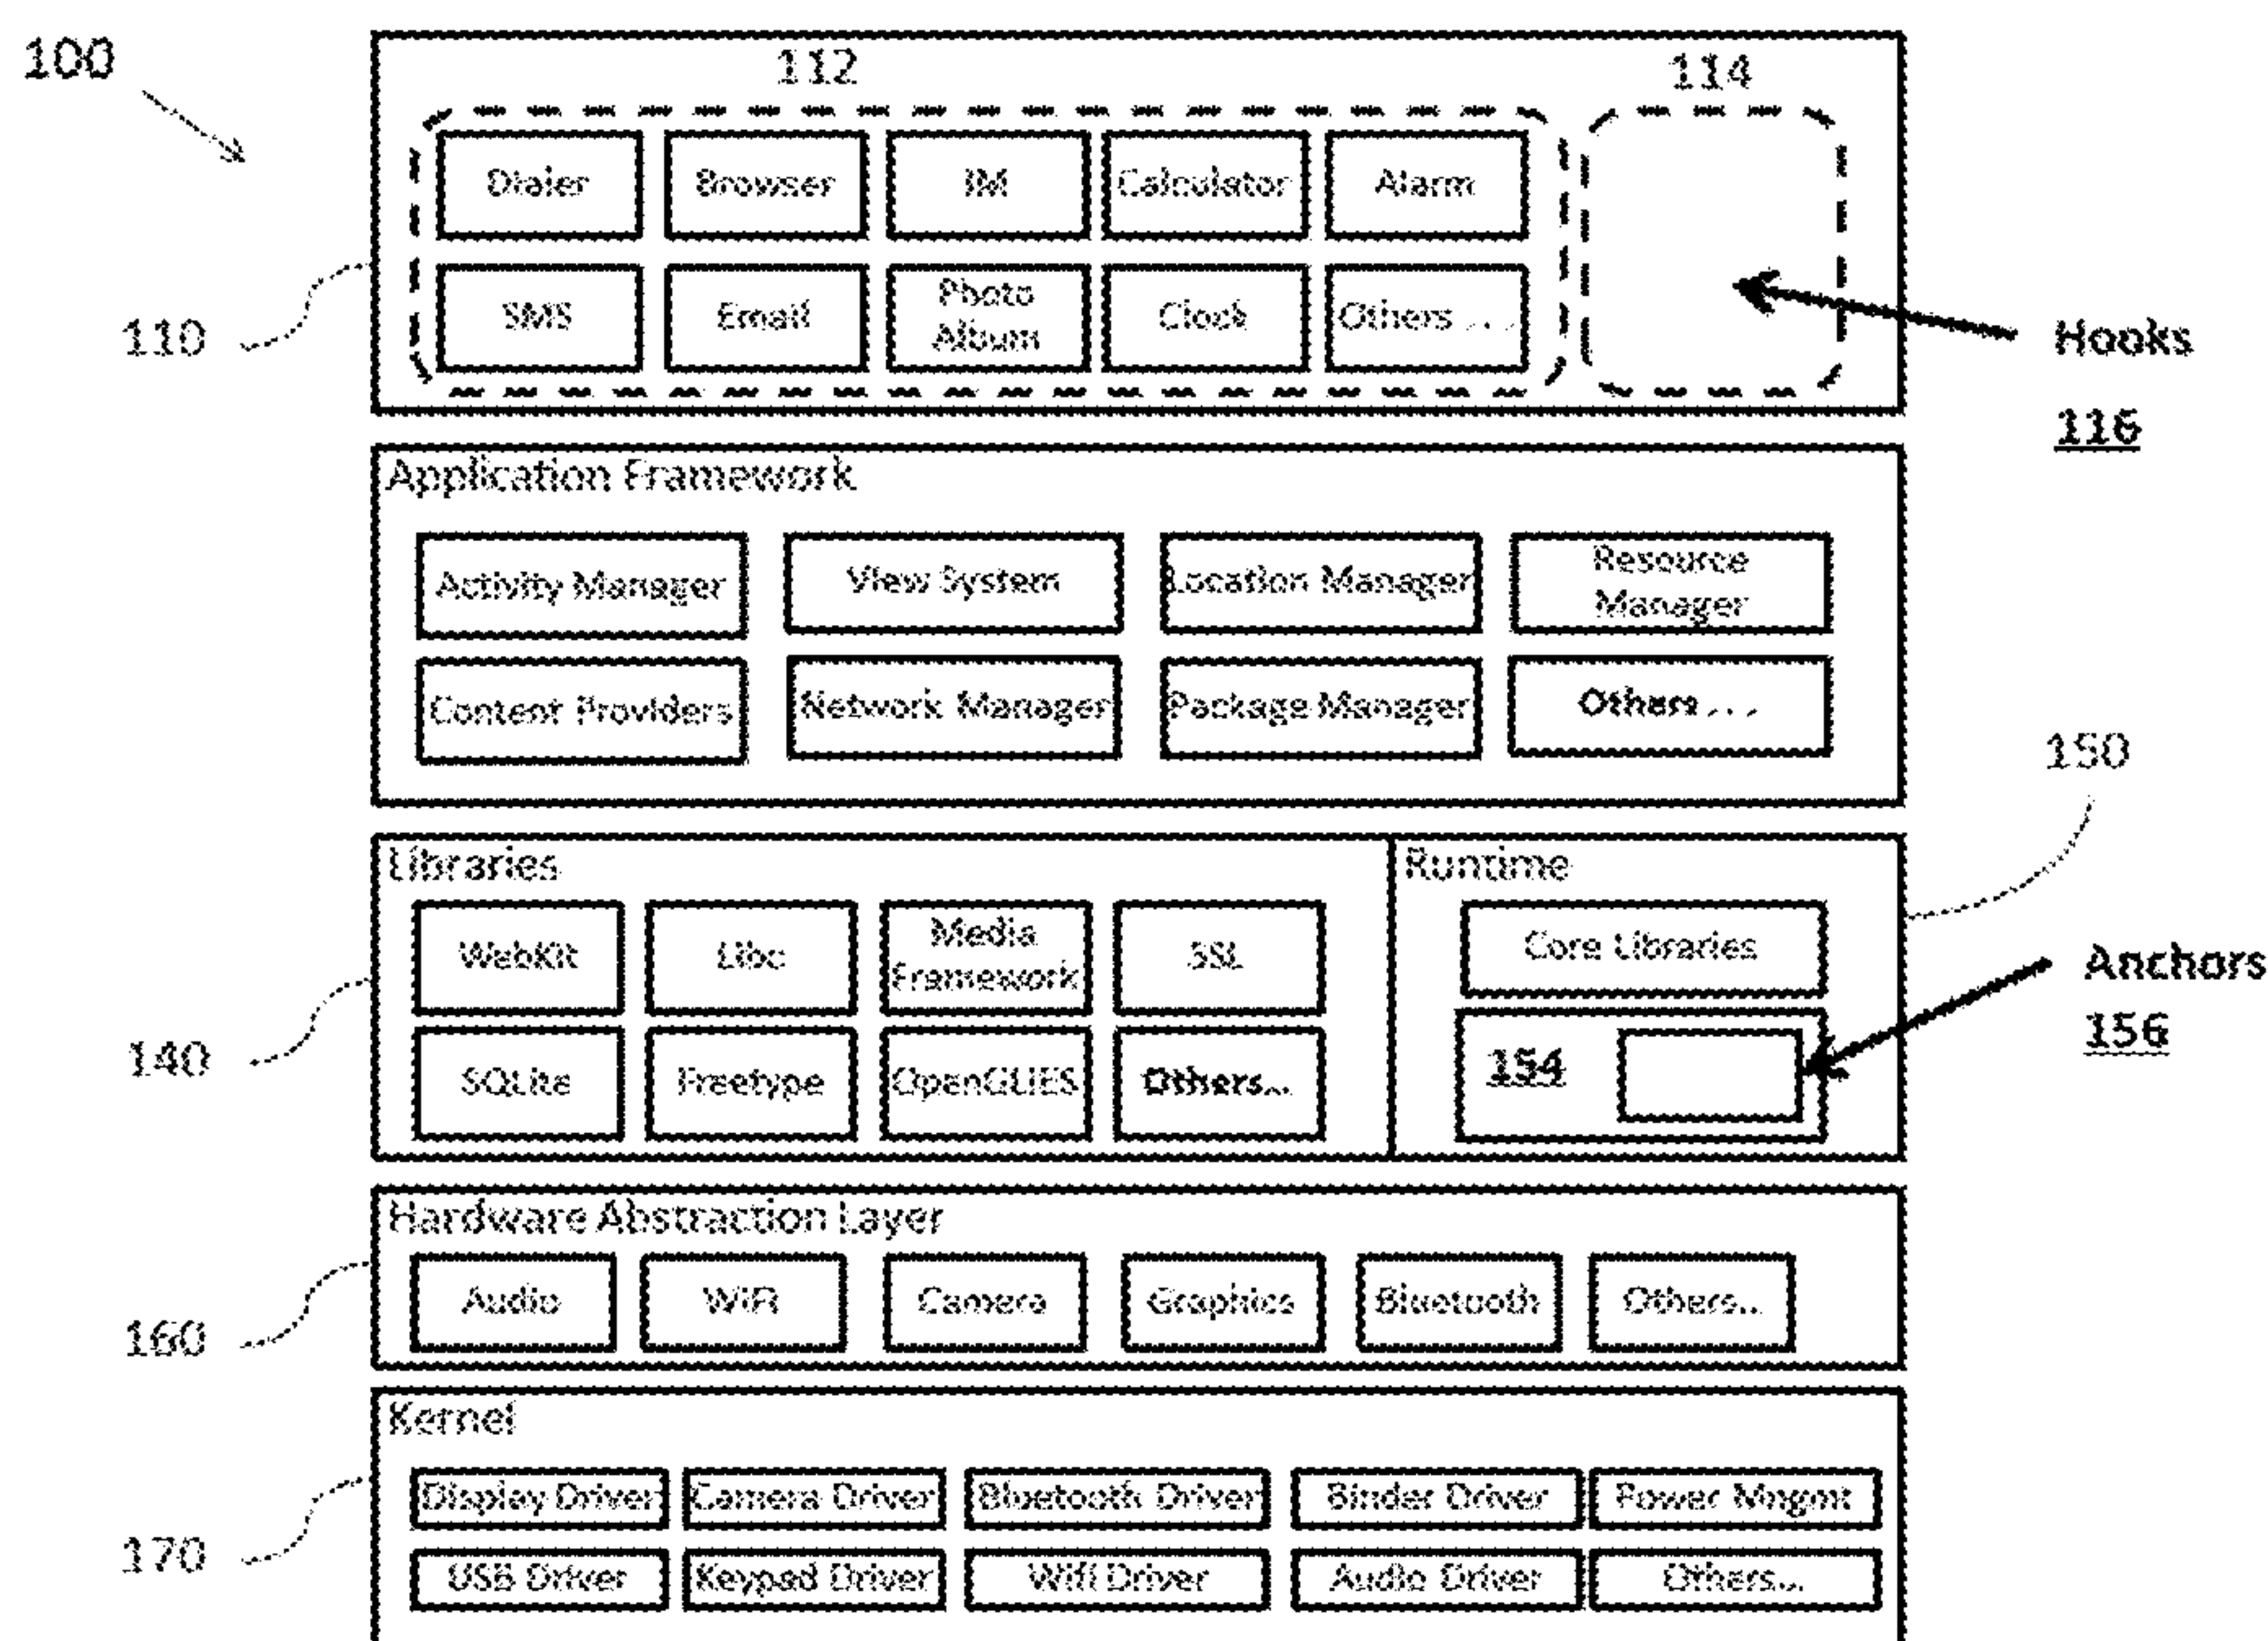 100
112
114
Dialer
Browser
IM
Calculator
Alarm
SMS
Email
Photo
Album
Clock
Others ...
110
Hooks
116
Application Framework
Activity Manager
View System
Location Manager
Resource
Manager
Content Providers
Network Manager
Package Manager
Others ...
150
Libraries
WebKit
Libc
Media
Framework
SSL
SQLite
Freetype
OpenGL|ES
Others...
140
Runtime
Core Libraries
154
Anchors
156
Hardware Abstraction Layer
Audio
WiFi
Camera
Graphics
Bluetooth
Others...
160
Kernel
Display Driver
Camera Driver
Bluetooth Driver
Binder Driver
Power Mngmt
USB Driver
Keypad Driver
Wifi Driver
Audio Driver
Others...
170